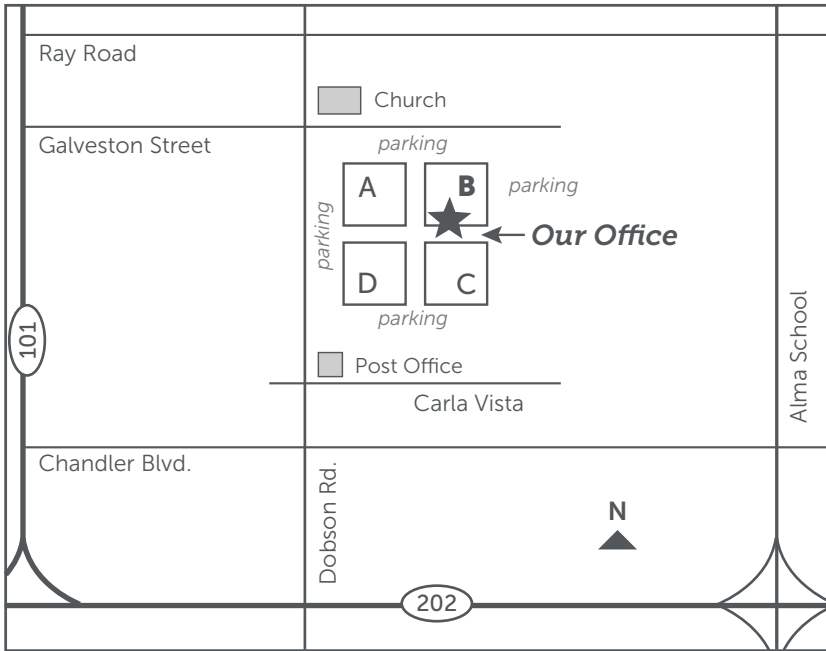 Ray Road
Church
Galveston Street
parking
A
B
parking
parking
Our Office
D
C
parking
101
Alma School
Post Office
Carla Vista
Chandler Blvd.
Dobson Rd.
N
202